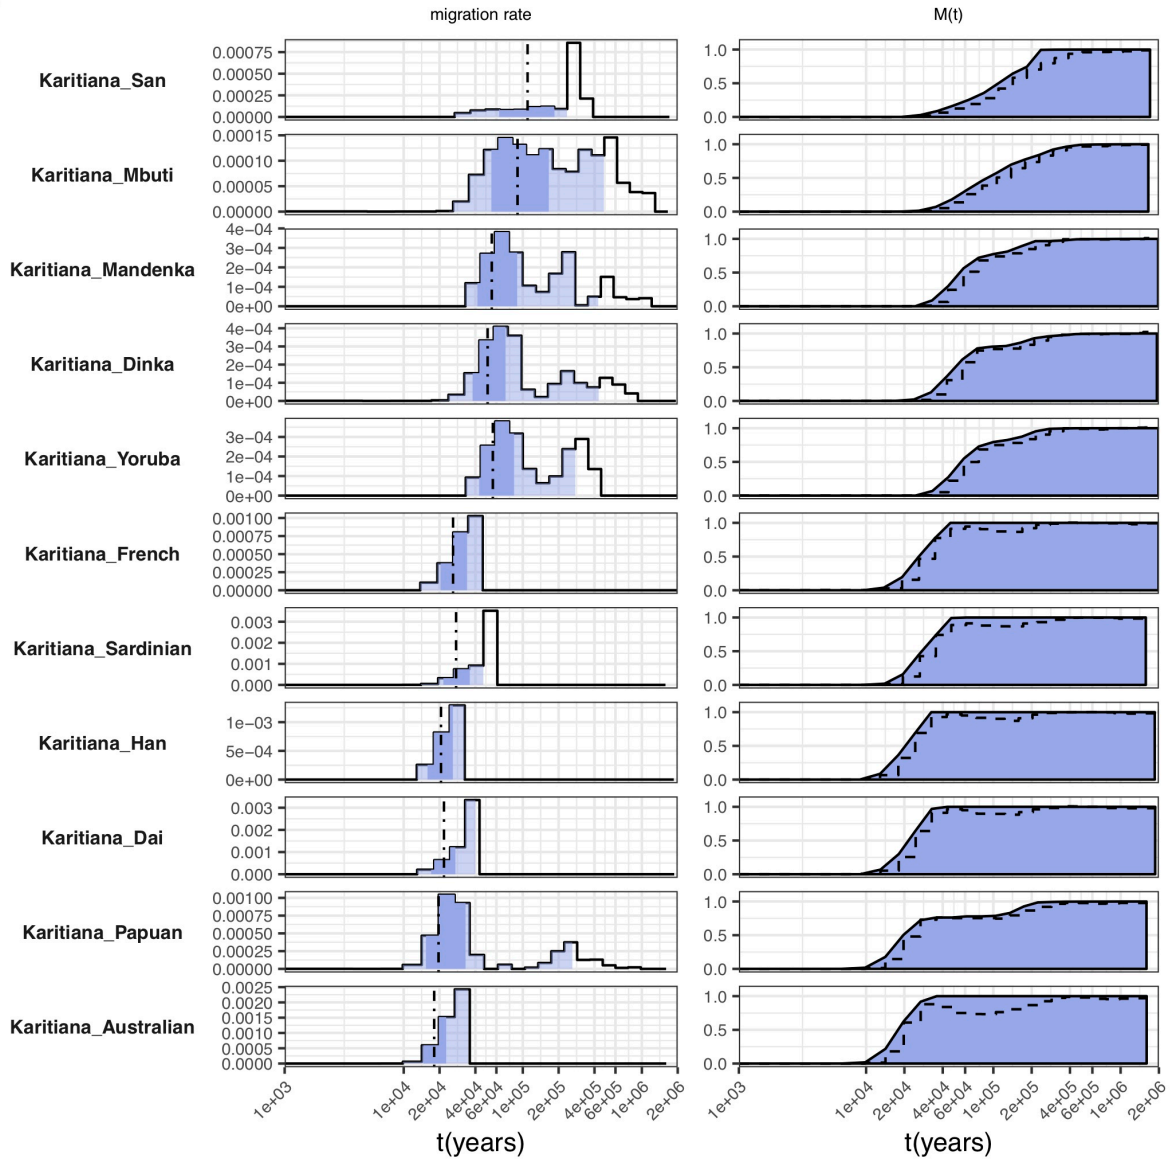 migration rate M(t)
Karitiana_San
0.00075
0.00050
0.00025
0.00000
1.0
0.5
0.0
Karitiana_Mbuti
0.00015
0.00010
0.00005
0.00000
1.0
0.5
0.0
Karitiana_Mandenka
4e−04
3e−04
2e−04
1e−04
0e+00
1.0
0.5
0.0
Karitiana_Dinka
4e−04
3e−04
2e−04
1e−04
0e+00
1.0
0.5
0.0
Karitiana_Yoruba
3e−04
2e−04
1e−04
0e+00
1.0
0.5
0.0
Karitiana_French
0.00100
0.00075
0.00050
0.00025
0.00000
1.0
0.5
0.0
Karitiana_Sardinian
0.003
0.002
0.001
0.000
1.0
0.5
0.0
Karitiana_Han
1e−03
5e−04
0e+00
1.0
0.5
0.0
Karitiana_Dai
0.003
0.002
0.001
0.000
1.0
0.5
0.0
Karitiana_Papuan
0.00100
0.00075
0.00050
0.00025
0.00000
1.0
0.5
0.0
Karitiana_Australian
0.0025
0.0020
0.0015
0.0010
0.0005
0.0000
1.0
0.5
0.0
1e+03 1e+04 2e+04 4e+04 6e+04 1e+05 2e+05 4e+05 6e+05 1e+06 2e+06
1e+03 1e+04 2e+04 4e+04 6e+04 1e+05 2e+05 4e+05 6e+05 1e+06 2e+06
t(years) t(years)